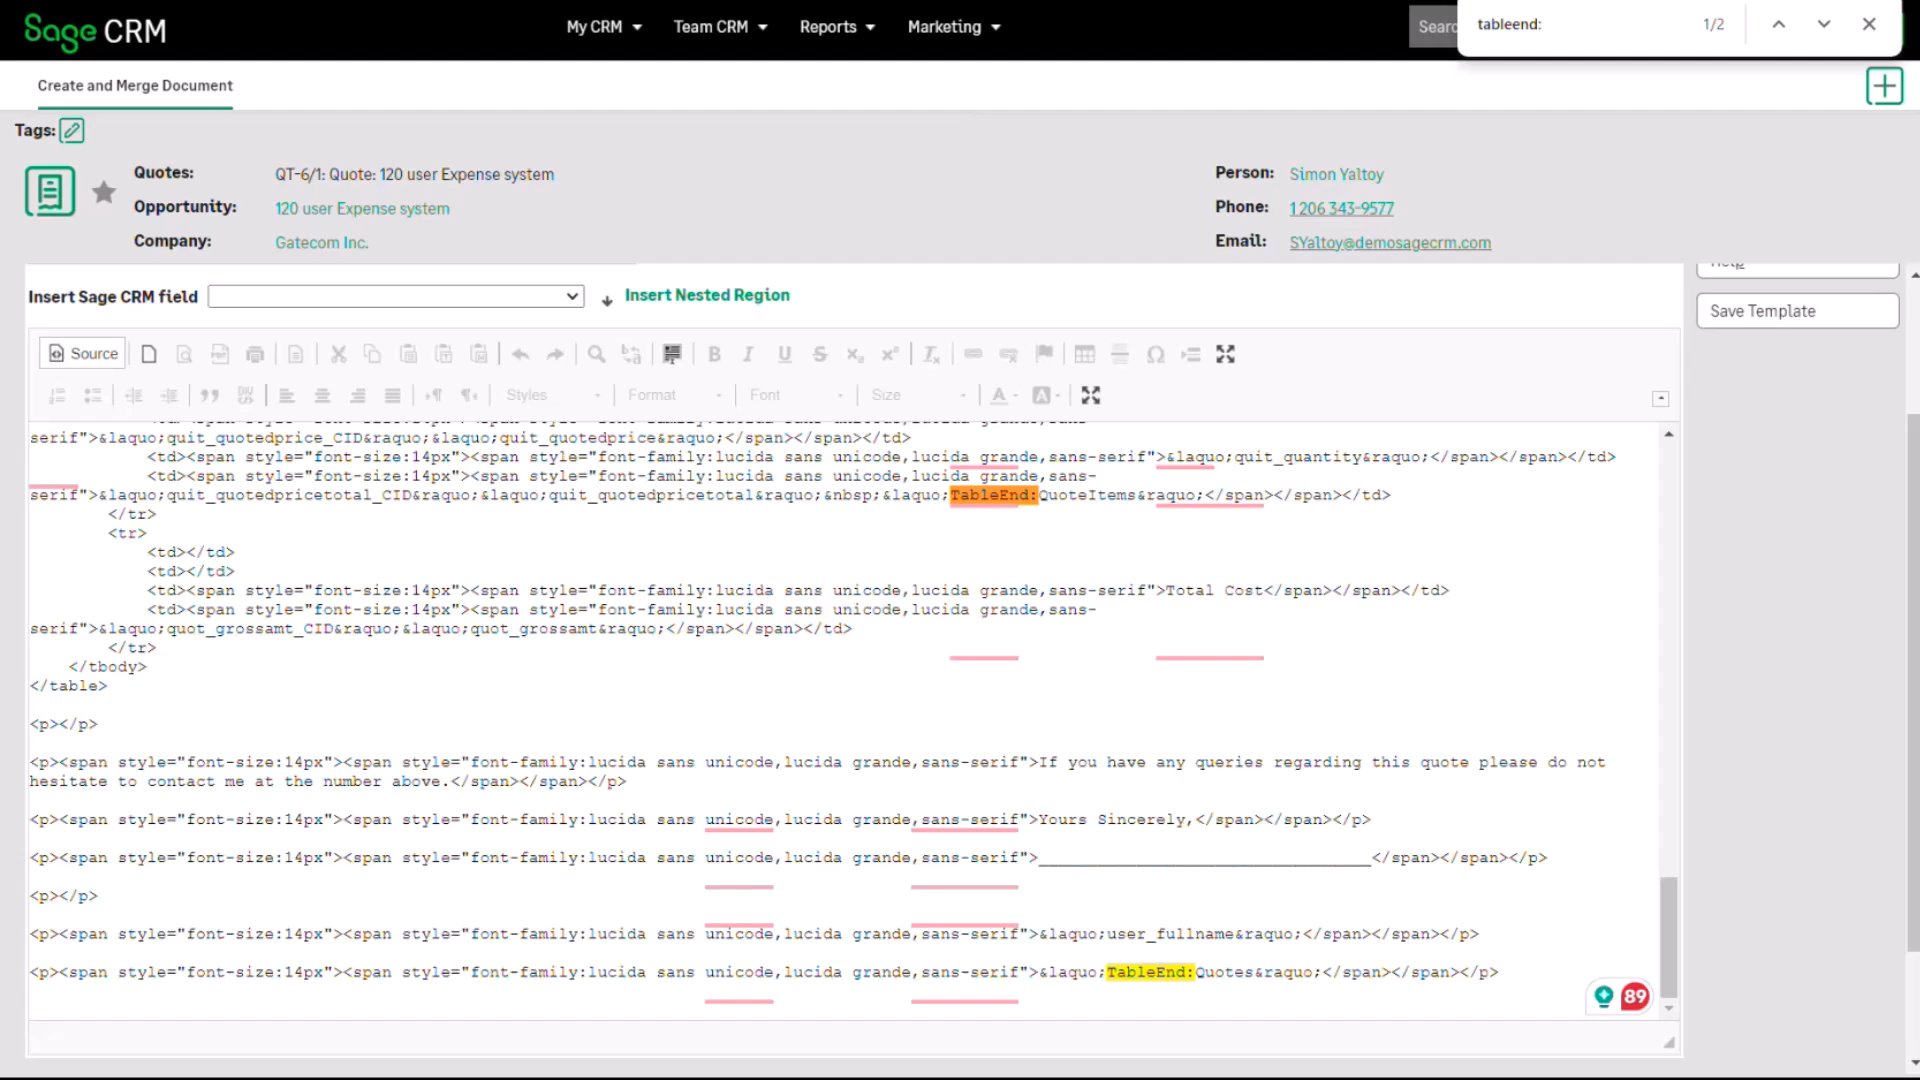 Sage CRM
My CRM
Team CRM
Reports
Marketing
Searc
tableend:
1/2
Create and Merge Document
Tags:
Quotes:
QT-6/1: Quote: 120 user Expense system
Person:
Simon Yaltoy
Opportunity:
120 user Expense system
Phone:
1 206 343-9577
Company:
Gatecom Inc.
Email:
SYaltoy@demosagecrm.com
Insert Sage CRM field
Insert Nested Region
Help
Save Template
Source
Styles
Format
Font
Size
serif">&laquo;quit_quotedprice_CID&raquo;&laquo;quit_quotedprice&raquo;</span></span></td>
<td><span style="font-size:14px"><span style="font-family:lucida sans unicode,lucida grande,sans-serif">&laquo;quit_quantity&raquo;</span></span></td>
<td><span style="font-size:14px"><span style="font-family:lucida sans unicode,lucida grande,sans-
serif">&laquo;quit_quotedpricetotal_CID&raquo;&laquo;quit_quotedpricetotal&raquo;&nbsp;&laquo;TableEnd:QuoteItems&raquo;</span></span></td>
</tr>
<tr>
<td></td>
<td></td>
<td><span style="font-size:14px"><span style="font-family:lucida sans unicode,lucida grande,sans-serif">Total Cost</span></span></td>
<td><span style="font-size:14px"><span style="font-family:lucida sans unicode,lucida grande,sans-
serif">&laquo;quot_grossamt_CID&raquo;&laquo;quot_grossamt&raquo;</span></span></td>
</tr>
</tbody>
</table>
<p></p>
<p><span style="font-size:14px"><span style="font-family:lucida sans unicode,lucida grande,sans-serif">If you have any queries regarding this quote please do not
hesitate to contact me at the number above.</span></span></p>
<p><span style="font-size:14px"><span style="font-family:lucida sans unicode,lucida grande,sans-serif">Yours Sincerely,</span></span></p>
<p><span style="font-size:14px"><span style="font-family:lucida sans unicode,lucida grande,sans-serif">__________________________________</span></span></p>
<p></p>
<p><span style="font-size:14px"><span style="font-family:lucida sans unicode,lucida grande,sans-serif">&laquo;user_fullname&raquo;</span></span></p>
<p><span style="font-size:14px"><span style="font-family:lucida sans unicode,lucida grande,sans-serif">&laquo;TableEnd:Quotes&raquo;</span></span></p>
89